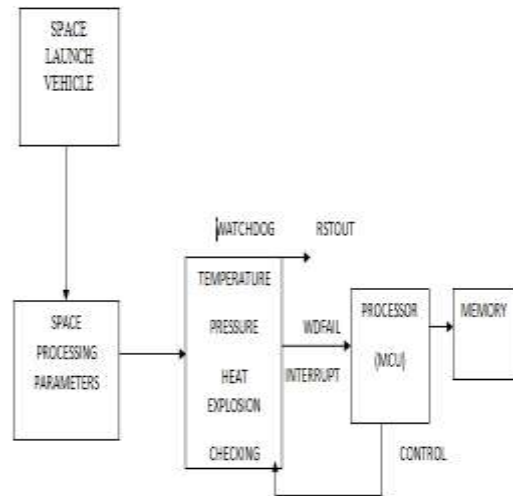 SPACE
LAUNCH
VEHICLE
WATCHDOG RSTOUT
TEMPERATURE
PRESSURE
HEAT
EXPLOSION
CHECKING
SPACE
PROCESSING
PARAMETERS
WDFAIL
INTERRUPT
PROCESSOR
(MCU)
MEMORY
CONTROL